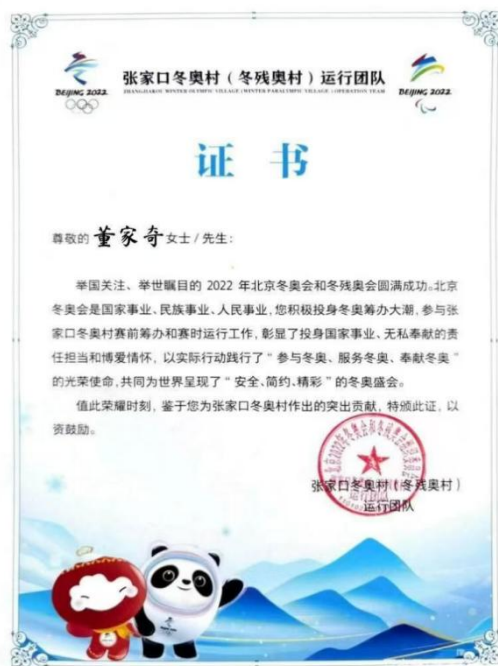 BEIJING 2022
张家口冬奥村(冬残奥村)运行团队
ZHANGJIAKOU WINTER OLYMPIC VILLAGE (WINTER PARALYMPIC VILLAGE) OPERATION TEAM
BEIJING 2022
证书
尊敬的 董家奇 女士/先生:
举国关注、举世瞩目的 2022 年北京冬奥会和冬残奥会圆满成功。北京
冬奥会是国家事业、民族事业、人民事业,您积极投身冬奥筹办大潮,参与张
家口冬奥村赛前筹办和赛时运行工作,彰显了投身国家事业、无私奉献的责
任担当和博爱情怀,以实际行动践行了“参与冬奥、服务冬奥、奉献冬奥”
的光荣使命,共同为世界呈现了“安全、简约、精彩”的冬奥盛会。
值此荣耀时刻,鉴于您为张家口冬奥村作出的突出贡献,特颁此证,以
资鼓励。
张家口冬奥村(冬残奥村)
运行团队